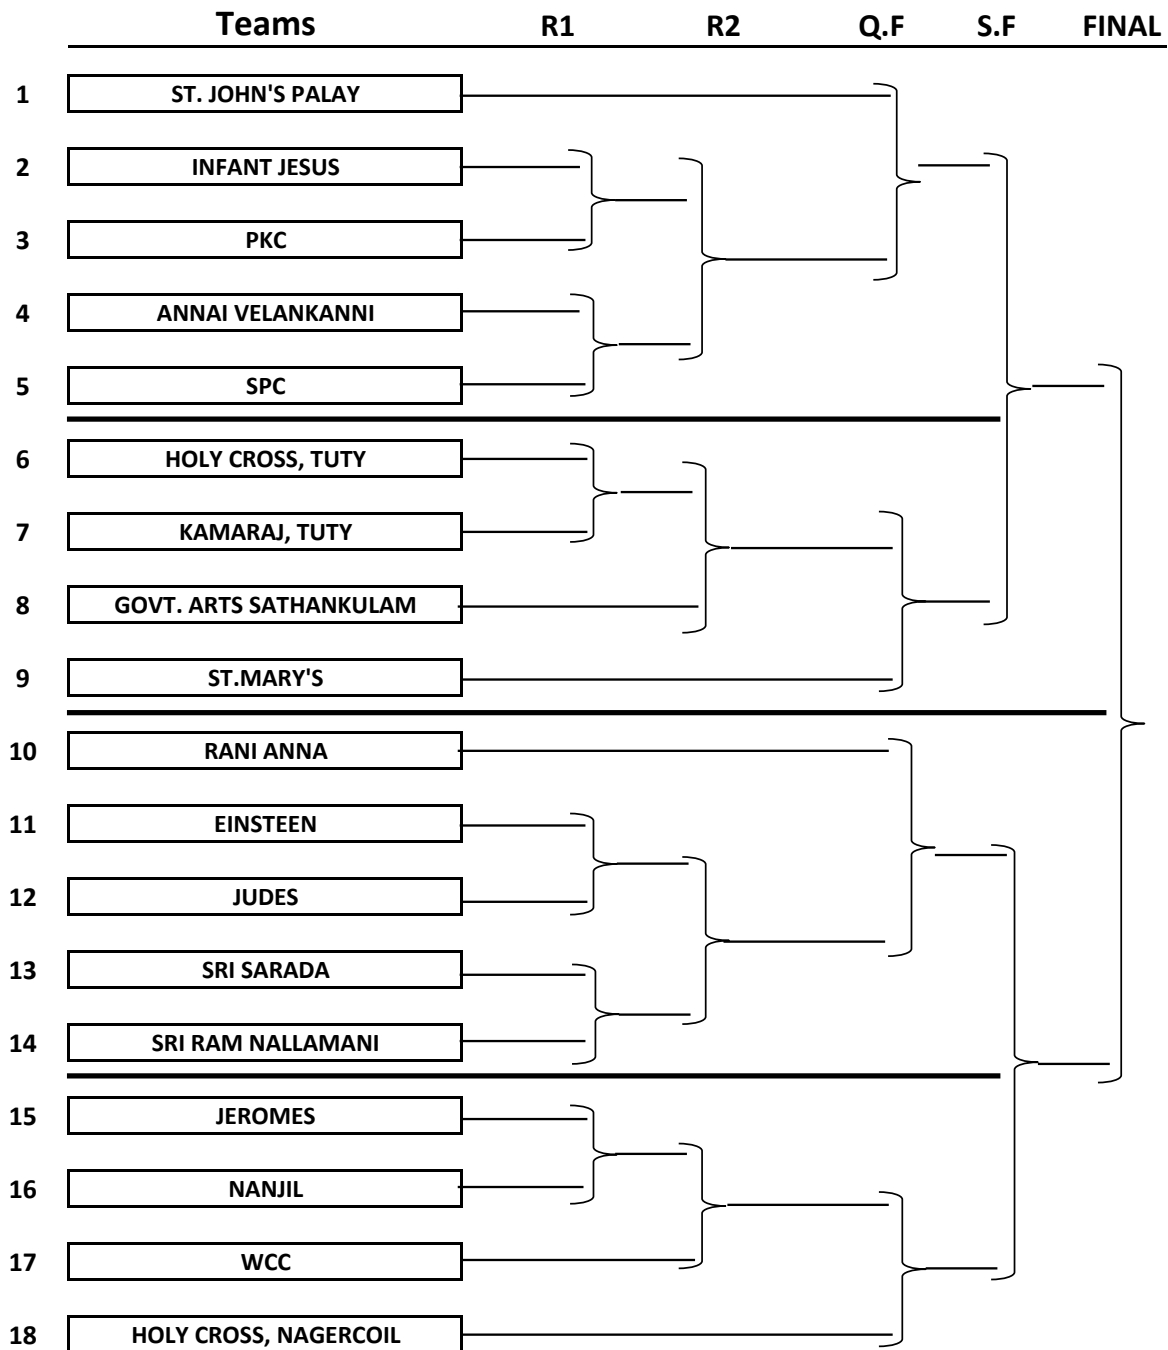 Teams R1 R2 Q.F S.F FINAL
1 ST. JOHN'S PALAY
2 INFANT JESUS
3 PKC
4 ANNAI VELANKANNI
5 SPC
6 HOLY CROSS, TUTY
7 KAMARAJ, TUTY
8 GOVT. ARTS SATHANKULAM
9 ST.MARY'S
10 RANI ANNA
11 EINSTEEN
12 JUDES
13 SRI SARADA
14 SRI RAM NALLAMANI
15 JEROMES
16 NANJIL
17 WCC
18 HOLY CROSS, NAGERCOIL